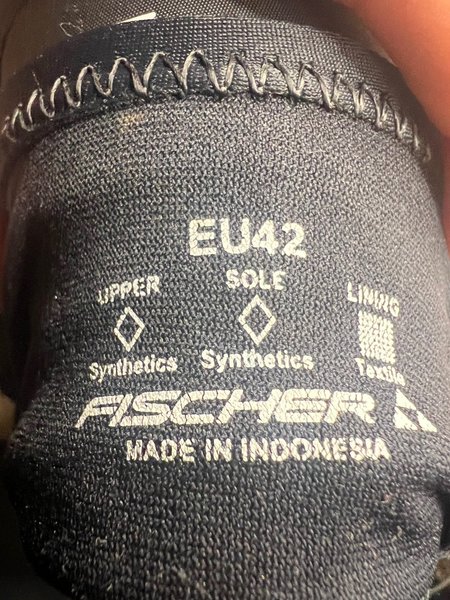 EU42
UPPER SOLE LINING
Synthetics Synthetics Textile
FISCHER
MADE IN INDONESIA